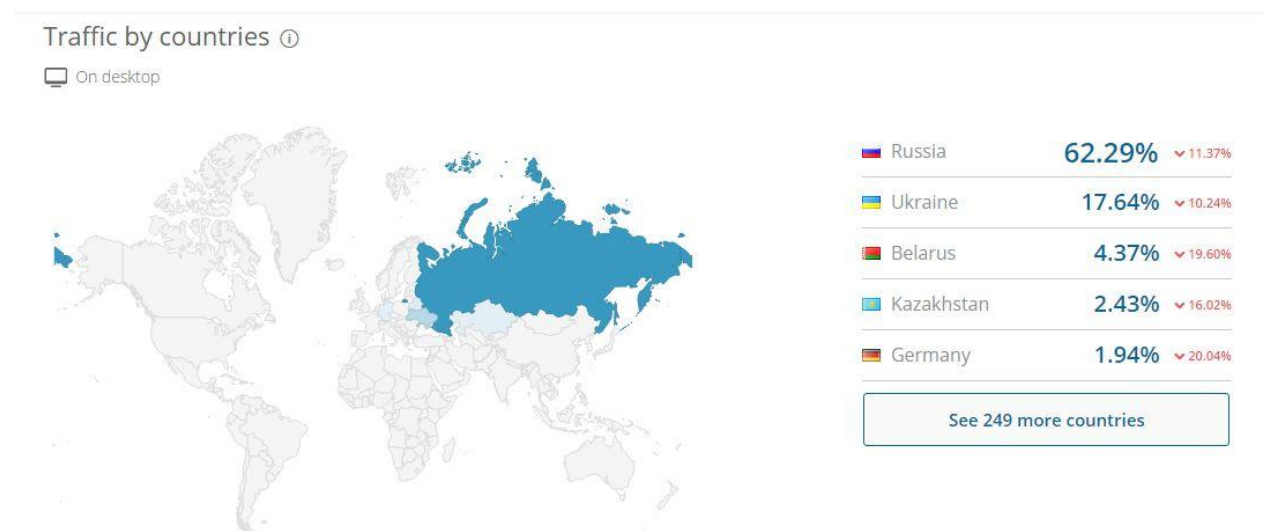 Traffic by countries
On desktop
Russia 62.29% 11.37%
Ukraine 17.64% 10.24%
Belarus 4.37% 19.60%
Kazakhstan 2.43% 16.02%
Germany 1.94% 20.04%
See 249 more countries